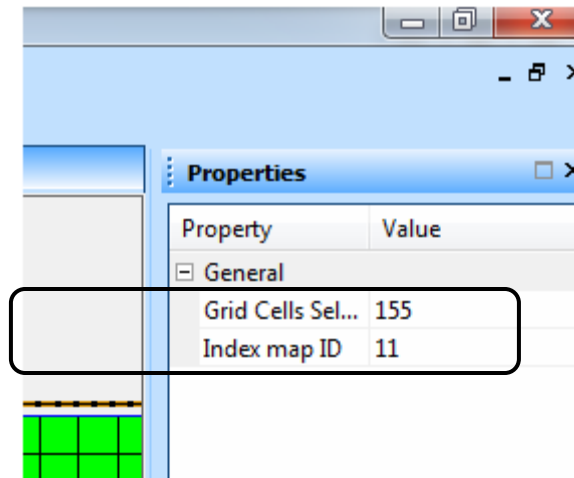 Properties
Property Value
General
Grid Cells Sel... 155
Index map ID 11